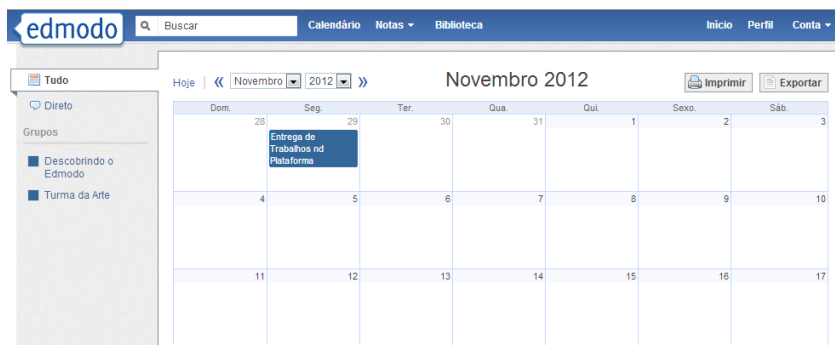 edmodo
Buscar
Calendário Notas Biblioteca
Início Perfil Conta
Tudo
Direto
Grupos
Descobrindo o
Edmodo
Turma da Arte
Hoje | « Novembro 2012 »
Novembro 2012
Imprimir
Exportar
Dom. Seg. Ter. Qua. Qui. Sexo. Sáb.
28 29 30 31 1 2 3
Entrega de
Trabalhos nd
Plataforma
4 5 6 7 8 9 10
11 12 13 14 15 16 17